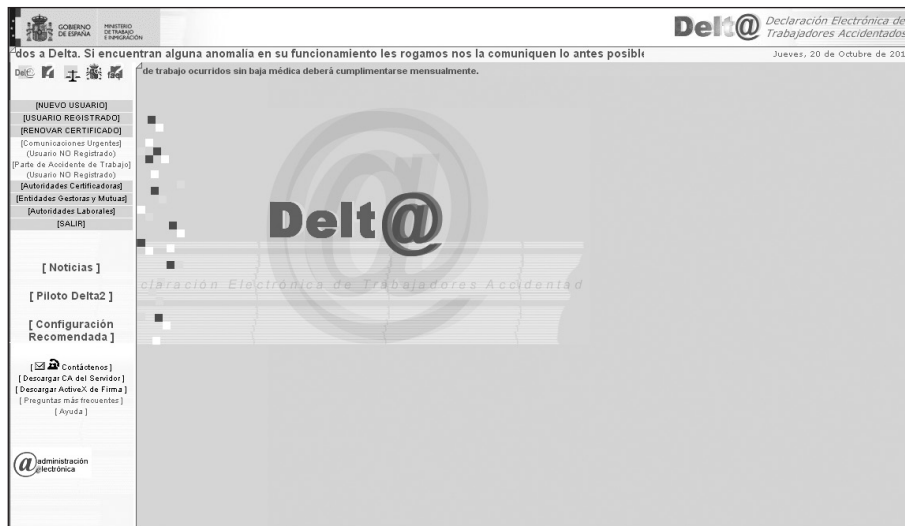 GOBIERNO
DE ESPAÑA
MINISTERIO
DE TRABAJO
E INMIGRACIÓN
Delt@
Declaración Electrónica de
Trabajadores Accidentados
dos a Delta. Si encuentran alguna anomalía en su funcionamiento les rogamos nos la comuniquen lo antes posible
Jueves, 20 de Octubre de 201
de trabajo ocurridos sin baja médica deberá cumplimentarse mensualmente.
[NUEVO USUARIO]
[USUARIO REGISTRADO]
[RENOVAR CERTIFICADO]
[Comunicaciones Urgentes]
(Usuario NO Registrado)
[Parte de Accidente de Trabajo]
(Usuario NO Registrado)
[Autoridades Certificadoras]
[Entidades Gestoras y Mutuas]
[Autoridades Laborales]
[SALIR]
Delt@
claración Electrónica de Trabajadores Accidentad
[ Noticias ]
[ Piloto Delta2 ]
[ Configuración
Recomendada ]
[ Contáctenos ]
[ Descargar CA del Servidor ]
[ Descargar ActiveX de Firma ]
[ Preguntas más frecuentes ]
[ Ayuda ]
administración
electrónica